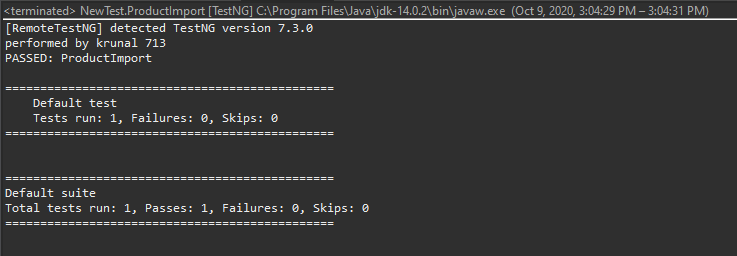 <terminated> NewTest.ProductImport [TestNG] C:\Program Files\Java\jdk-14.0.2\bin\javaw.exe (Oct 9, 2020, 3:04:29 PM – 3:04:31 PM)
[RemoteTestNG] detected TestNG version 7.3.0
performed by krunal 713
PASSED: ProductImport
===============================================
    Default test
    Tests run: 1, Failures: 0, Skips: 0
===============================================
===============================================
Default suite
Total tests run: 1, Passes: 1, Failures: 0, Skips: 0
===============================================